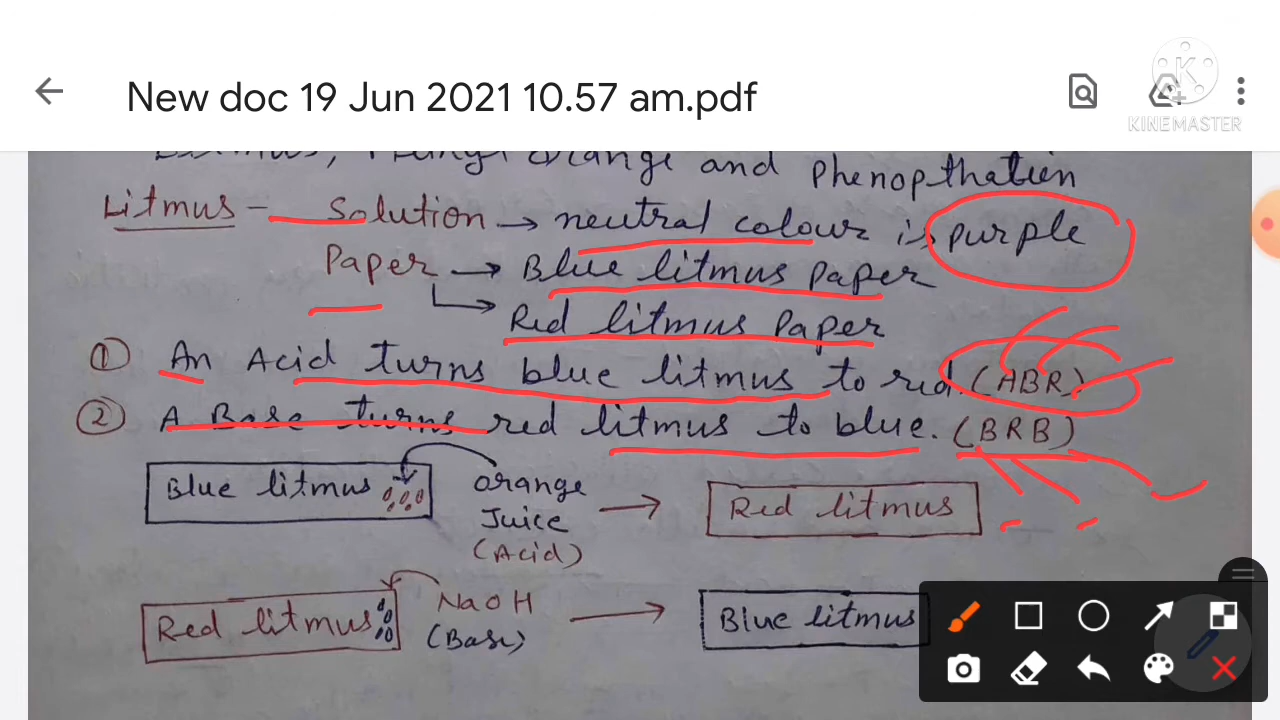 New doc 19 Jun 2021 10.57 am.pdf
KINEMASTER
orange and Phenopthalien
Litmus - Solution → neutral colour is purple
Paper → Blue litmus paper
↳ Red litmus Paper
① An Acid turns blue litmus to red. (ABR)
② A Base turns red litmus to blue. (BRB)
Blue litmus
orange
Juice
(Acid)
→ Red litmus
Red litmus
NaOH
(Base)
→ Blue litmus